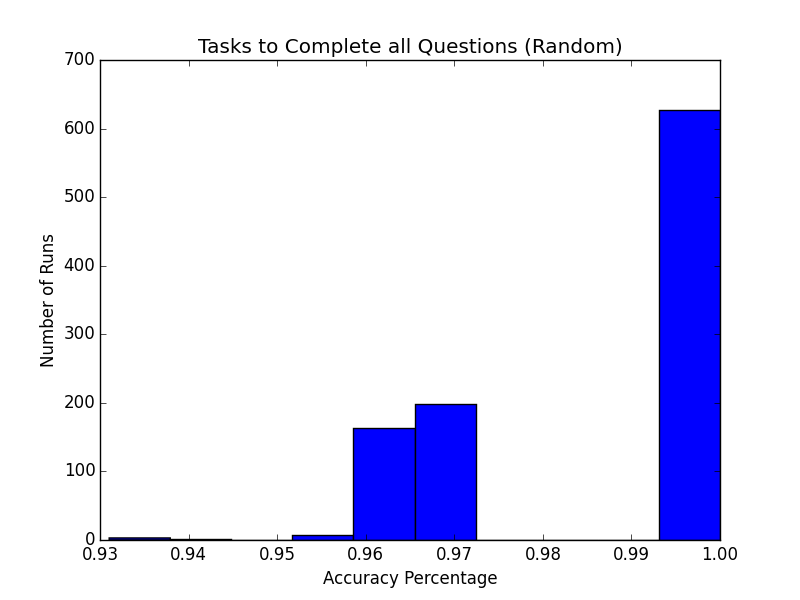 Tasks to Complete all Questions (Random)
700
600
500
400
300
200
100
0
Number of Runs
0.93 0.94 0.95 0.96 0.97 0.98 0.99 1.00
Accuracy Percentage